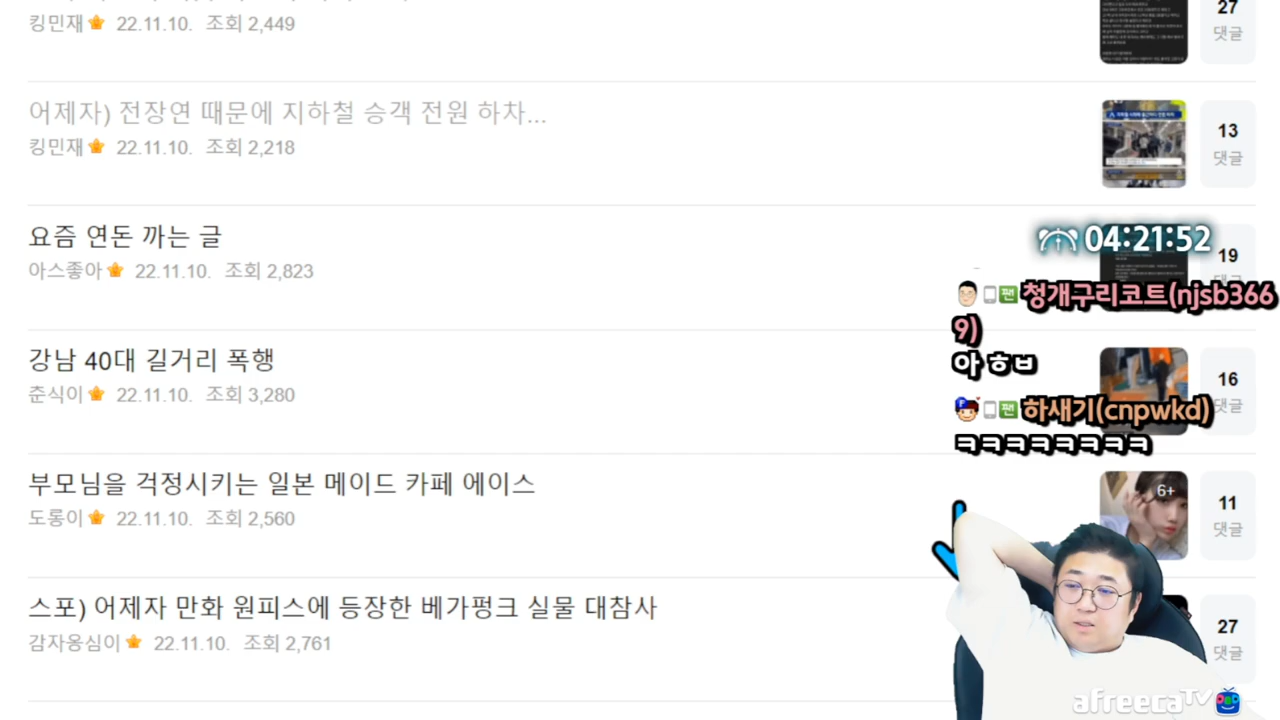 킹민재 22.11.10. 조회 2,449
27
댓글
어제자) 전장연 때문에 지하철 승객 전원 하차...
킹민재 22.11.10. 조회 2,218
13
댓글
요즘 연돈 까는 글
아스좋아 22.11.10. 조회 2,823
04:21:52
19
짼 청개구리코트(njsb366
9)
아 ㅎㅂ
강남 40대 길거리 폭행
춘식이 22.11.10. 조회 3,280
16
댓글
짼 하새기(cnpwkd)
ㅋㅋㅋㅋㅋㅋㅋㅋ
부모님을 걱정시키는 일본 메이드 카페 에이스
도롱이 22.11.10. 조회 2,560
6+
11
댓글
스포) 어제자 만화 원피스에 등장한 베가펑크 실물 대참사
감자옹심이 22.11.10. 조회 2,761
27
댓글
afreecaTV